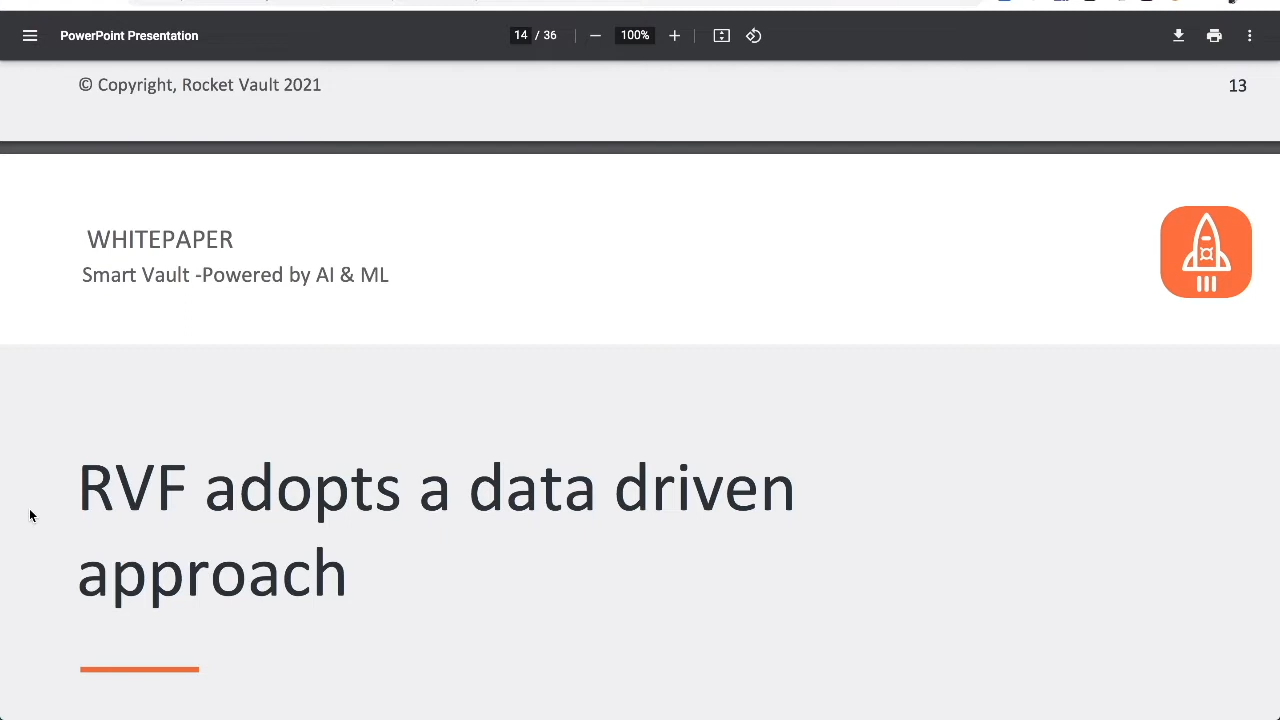 PowerPoint Presentation
14 / 36
100%
© Copyright, Rocket Vault 2021
13
WHITEPAPER
Smart Vault -Powered by AI & ML
RVF adopts a data driven
approach